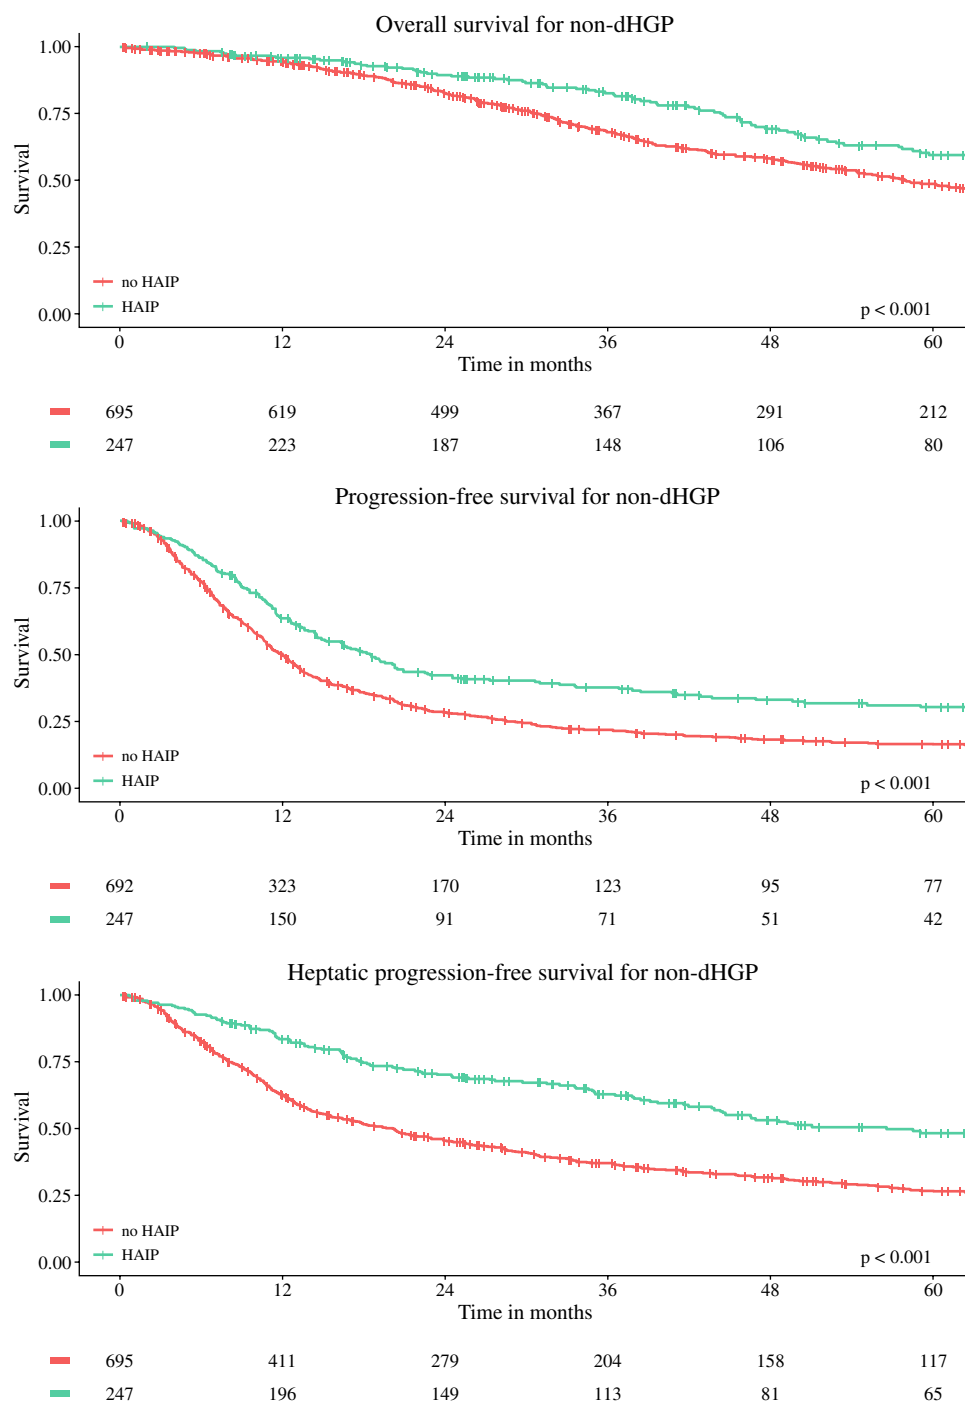 Overall survival for non-dHGP
1.00
0.75
0.50
0.25
0.00
Survival
no HAIP
HAIP
p < 0.001
0 12 24 36 48 60
Time in months
695 619 499 367 291 212
247 223 187 148 106 80
Progression-free survival for non-dHGP
1.00
0.75
0.50
0.25
0.00
Survival
no HAIP
HAIP
p < 0.001
0 12 24 36 48 60
Time in months
692 323 170 123 95 77
247 150 91 71 51 42
Heptatic progression-free survival for non-dHGP
1.00
0.75
0.50
0.25
0.00
Survival
no HAIP
HAIP
p < 0.001
0 12 24 36 48 60
Time in months
695 411 279 204 158 117
247 196 149 113 81 65